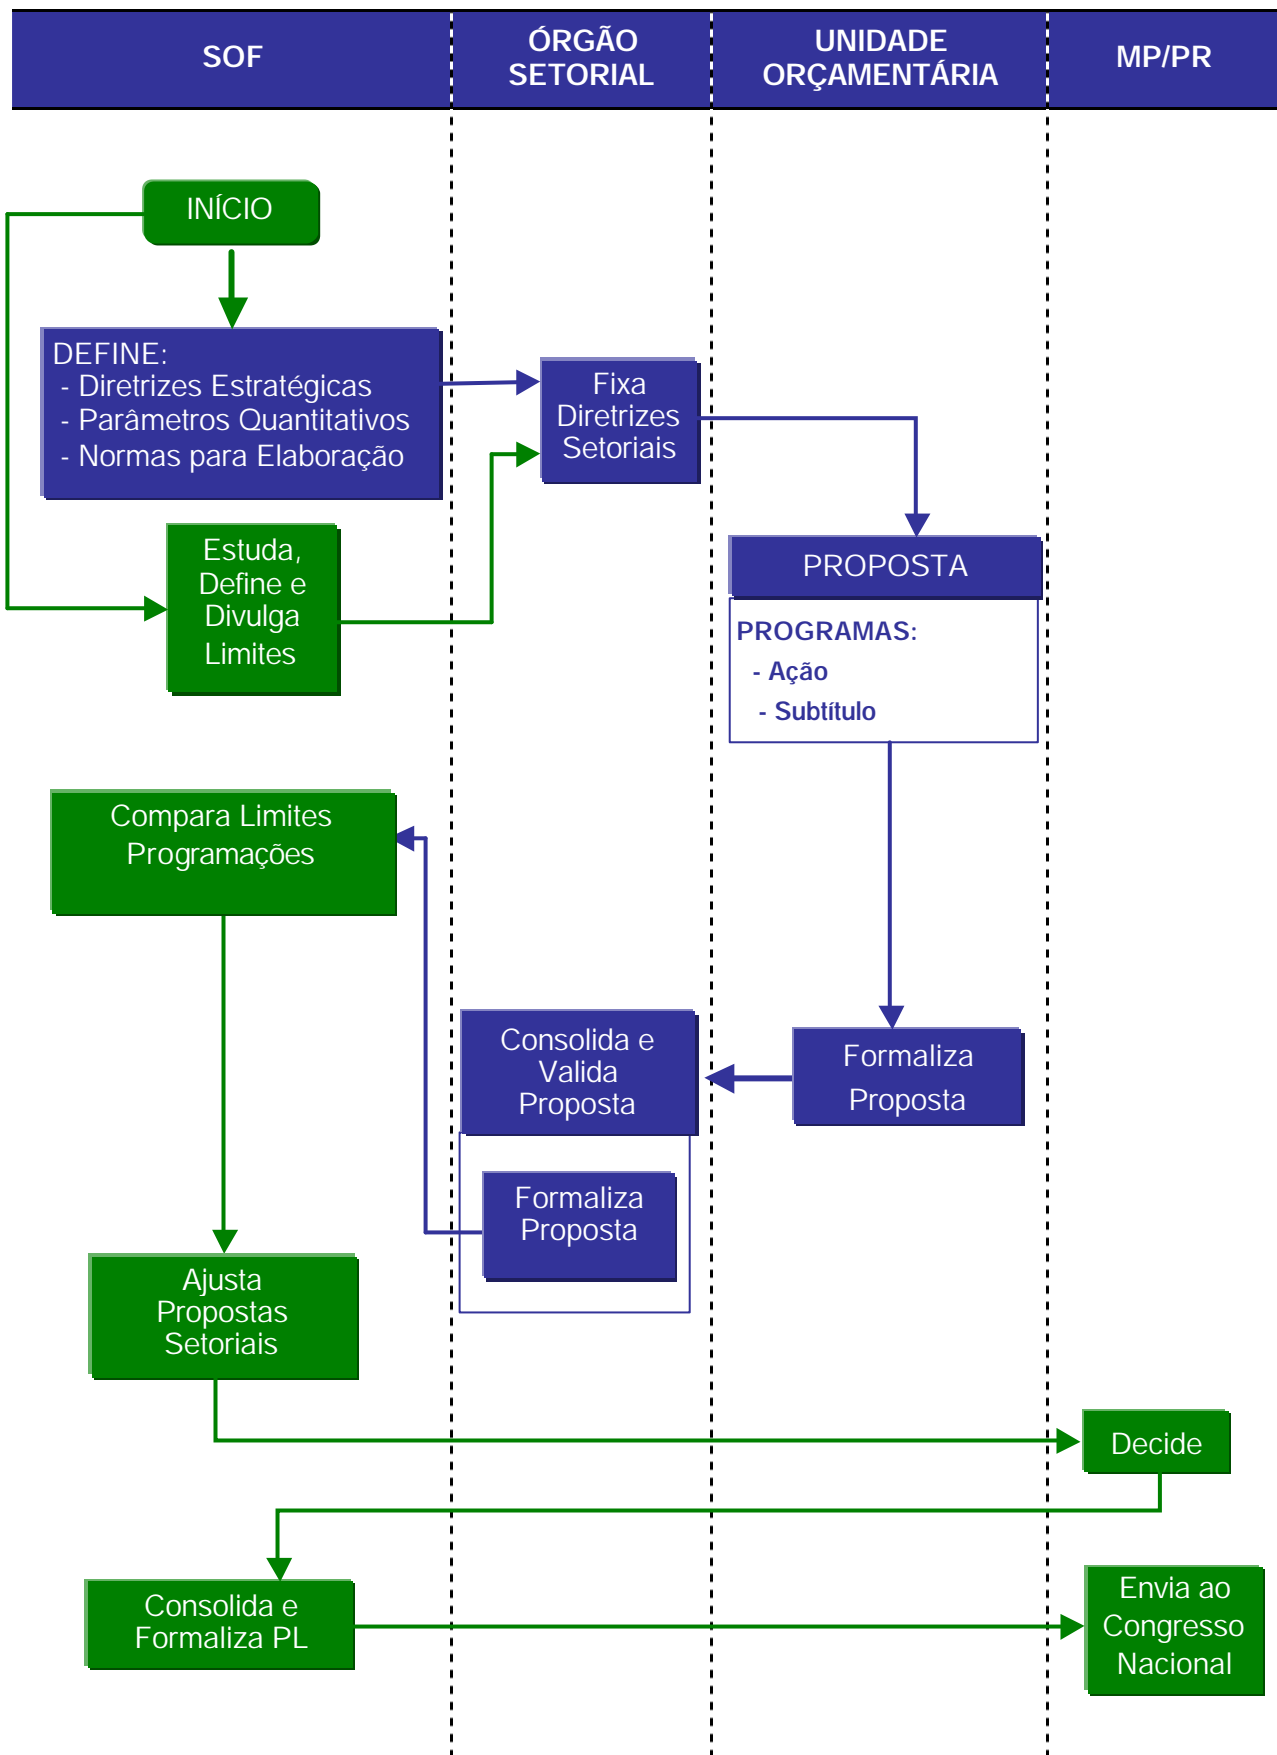 SOF
ÓRGÃO
SETORIAL
UNIDADE
ORÇAMENTÁRIA
MP/PR
INÍCIO
DEFINE:
- Diretrizes Estratégicas
- Parâmetros Quantitativos
- Normas para Elaboração
Fixa
Diretrizes
Setoriais
Estuda,
Define e
Divulga
Limites
PROPOSTA
PROGRAMAS:
- Ação
- Subtítulo
Compara Limites
Programações
Consolida e
Valida
Proposta
Formaliza
Proposta
Formaliza
Proposta
Ajusta
Propostas
Setoriais
Decide
Consolida e
Formaliza PL
Envia ao
Congresso
Nacional